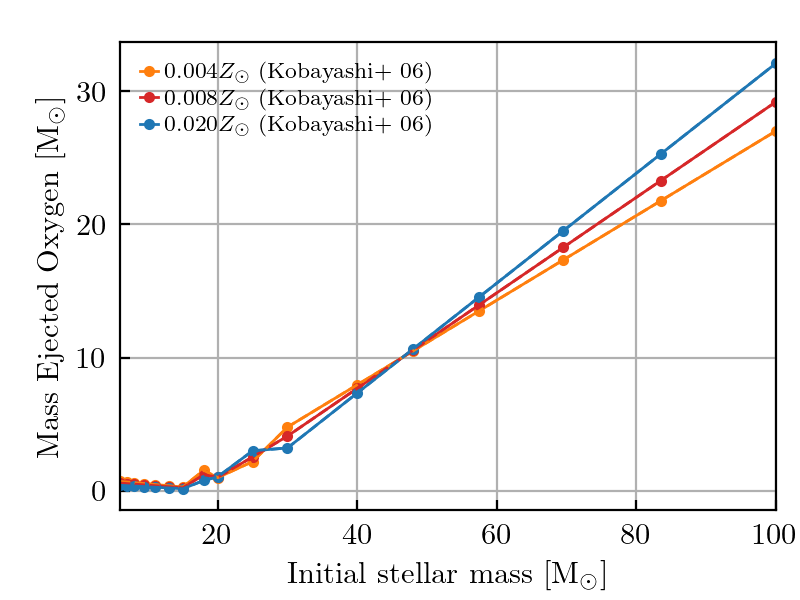 0.004Z⊙ (Kobayashi+ 06)
0.008Z⊙ (Kobayashi+ 06)
0.020Z⊙ (Kobayashi+ 06)
Mass Ejected Oxygen [M⊙]
30
20
10
0
20 40 60 80 100
Initial stellar mass [M⊙]